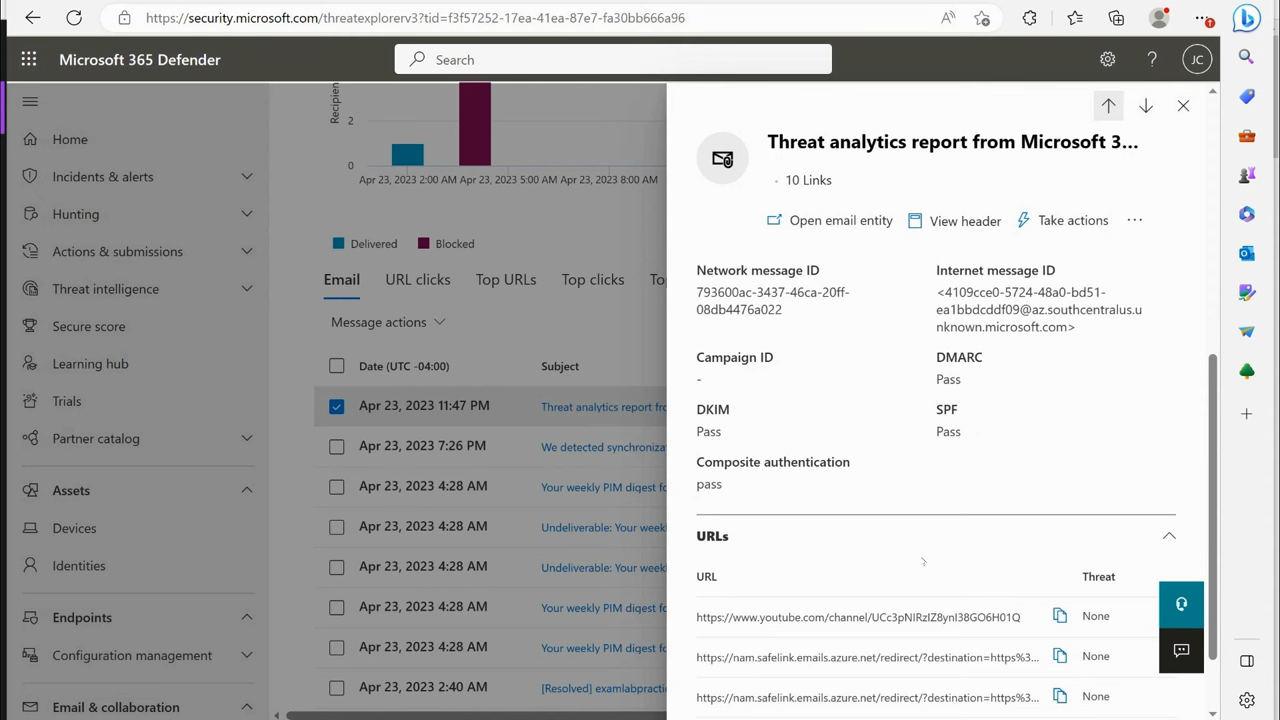 https://security.microsoft.com/threatexplorerv3?tid=f3f57252-17ea-41ea-87e7-fa30bb666a96
Microsoft 365 Defender
Search
JC
Home
Incidents & alerts
Hunting
Actions & submissions
Threat intelligence
Secure score
Learning hub
Trials
Partner catalog
Assets
Devices
Identities
Endpoints
Configuration management
Email & collaboration
Recipien
2
0
Apr 23, 2023 2:00 AM Apr 23, 2023 5:00 AM Apr 23, 2023 8:00 AM
Delivered Blocked
Email URL clicks Top URLs Top clicks To
Message actions
Date (UTC -04:00) Subject
Apr 23, 2023 11:47 PM Threat analytics report fro
Apr 23, 2023 7:26 PM We detected synchroniza
Apr 23, 2023 4:28 AM Your weekly PIM digest fo
Apr 23, 2023 4:28 AM Undeliverable: Your week
Apr 23, 2023 4:28 AM Undeliverable: Your week
Apr 23, 2023 4:28 AM Your weekly PIM digest fo
Apr 23, 2023 4:28 AM Your weekly PIM digest fo
Apr 23, 2023 2:40 AM [Resolved] examlabpractic
Threat analytics report from Microsoft 3...
10 Links
Open email entity View header Take actions ...
Network message ID
793600ac-3437-46ca-20ff-
08db4476a022
Internet message ID
<4109cce0-5724-48a0-bd51-
ea1bbdcddf09@az.southcentralus.u
nknown.microsoft.com>
Campaign ID
-
DMARC
Pass
DKIM
Pass
SPF
Pass
Composite authentication
pass
URLs
URL Threat
https://www.youtube.com/channel/UCc3pNIRzIZ8ynI38GO6H01Q None
https://nam.safelink.emails.azure.net/redirect/?destination=https%3... None
https://nam.safelink.emails.azure.net/redirect/?destination=https%3... None